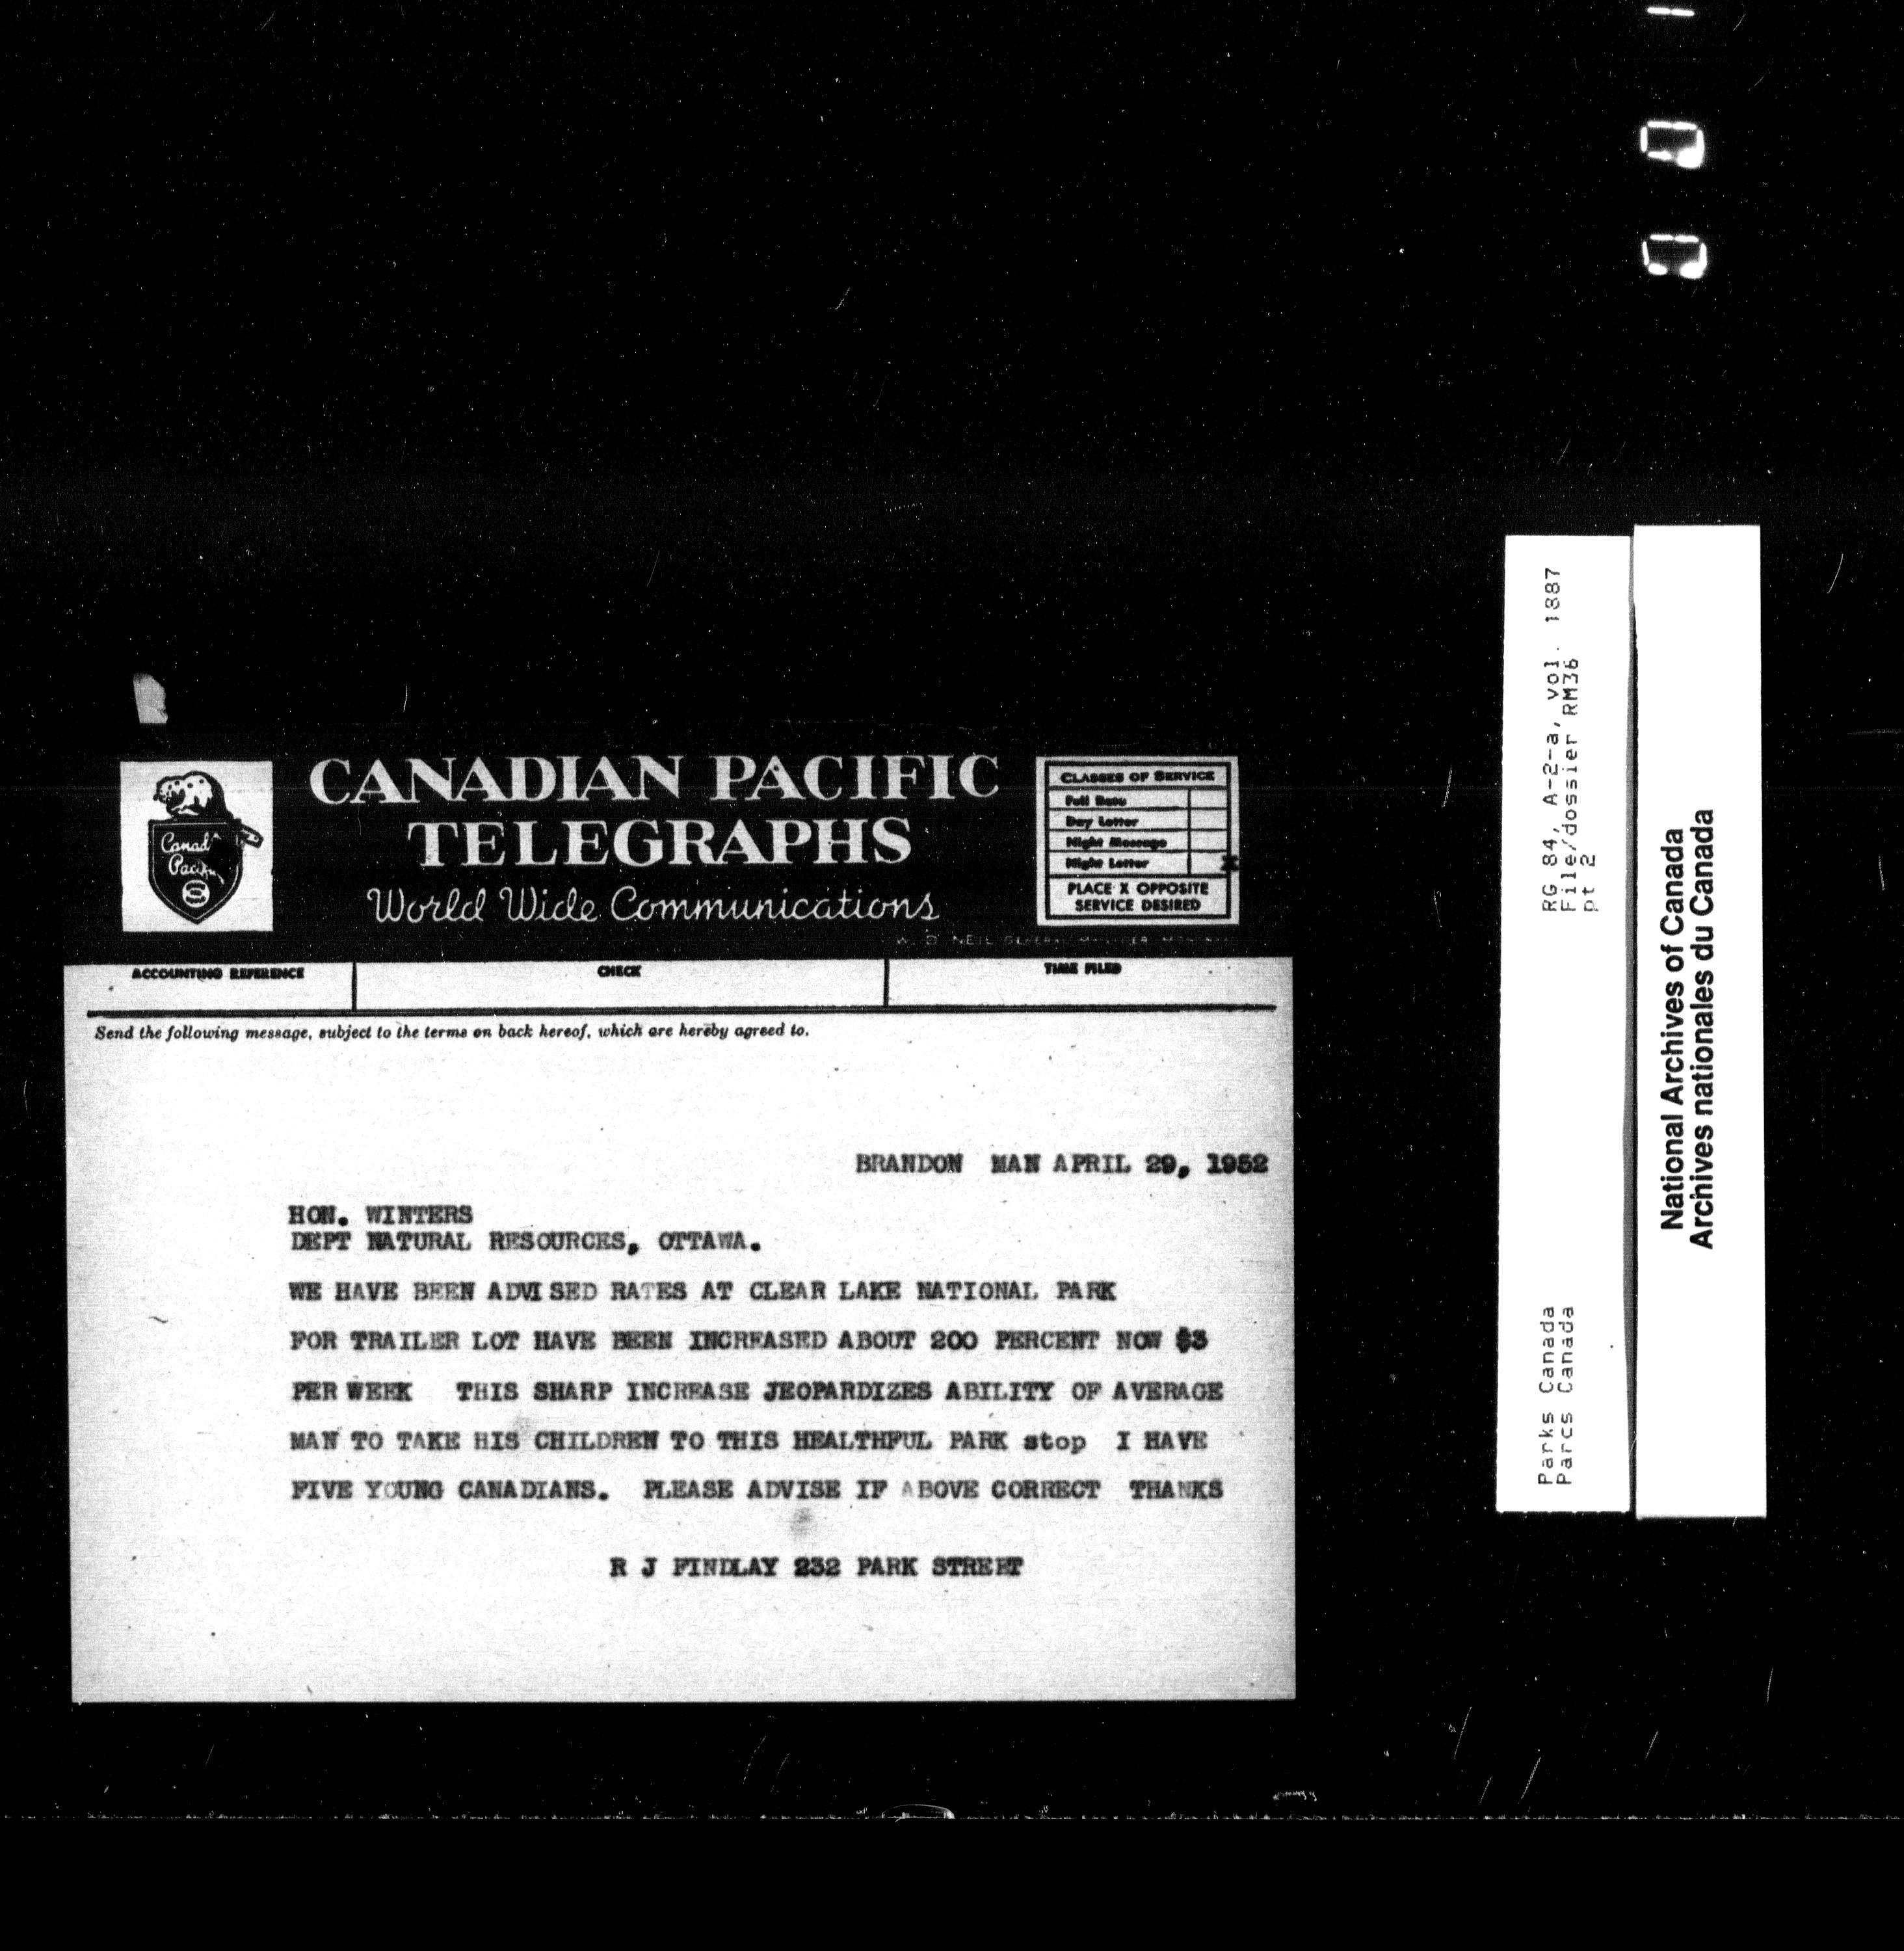 CANADIAN PACIFIC
TELEGRAPHS
World Wide Communications
Canadian
Pacific
CLASSES OF SERVICE
Full Rate
Day Letter
Night Message
Night Letter X
PLACE X OPPOSITE
SERVICE DESIRED
W. D. NEIL GENERAL MANAGER
ACCOUNTING REFERENCE
CHECK
TIME FILED
Send the following message, subject to the terms on back hereof, which are hereby agreed to.
BRANDON MAN APRIL 29, 1952
HON. WINTERS
DEPT NATURAL RESOURCES, OTTAWA.
WE HAVE BEEN ADVISED RATES AT CLEAR LAKE NATIONAL PARK
FOR TRAILER LOT HAVE BEEN INCREASED ABOUT 200 PERCENT NOW $3
PER WEEK THIS SHARP INCREASE JEOPARDIZES ABILITY OF AVERAGE
MAN TO TAKE HIS CHILDREN TO THIS HEALTHFUL PARK stop I HAVE
FIVE YOUNG CANADIANS. PLEASE ADVISE IF ABOVE CORRECT THANKS
R J FINDLAY 232 PARK STREET
RG 84, A-2-a, vol. 1887
File/dossier RM36
pt 2
Parks Canada
Parcs Canada
National Archives of Canada
Archives nationales du Canada